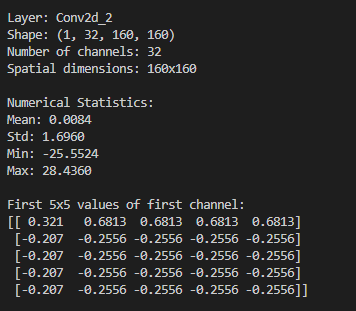 Layer: Conv2d_2
Shape: (1, 32, 160, 160)
Number of channels: 32
Spatial dimensions: 160x160

Numerical Statistics:
Mean: 0.0084
Std: 1.6960
Min: -25.5524
Max: 28.4360

First 5x5 values of first channel:
[[ 0.321   0.6813  0.6813  0.6813  0.6813]
 [-0.207  -0.2556 -0.2556 -0.2556 -0.2556]
 [-0.207  -0.2556 -0.2556 -0.2556 -0.2556]
 [-0.207  -0.2556 -0.2556 -0.2556 -0.2556]
 [-0.207  -0.2556 -0.2556 -0.2556 -0.2556]]